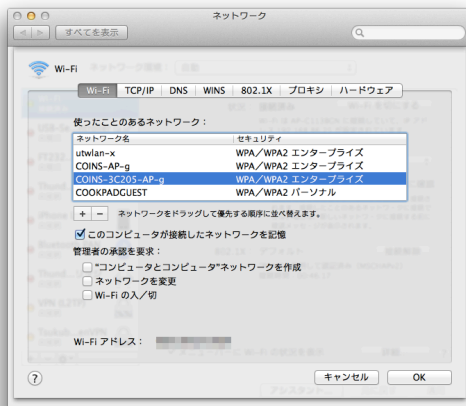 ネットワーク
すべてを表示
Wi-Fi
Wi-Fi TCP/IP DNS WINS 802.1X プロキシ ハードウェア
使ったことのあるネットワーク：
ネットワーク名 セキュリティ
utwlan-x WPA／WPA2 エンタープライズ
COINS-AP-g WPA／WPA2 エンタープライズ
COINS-3C205-AP-g WPA／WPA2 エンタープライズ
COOKPADGUEST WPA／WPA2 パーソナル
+ − ネットワークをドラッグして優先する順序に並べ替えます。
このコンピュータが接続したネットワークを記憶
管理者の承認を要求：
"コンピュータとコンピュータ"ネットワークを作成
ネットワークを変更
Wi-Fi の入／切
Wi-Fi アドレス：
? キャンセル OK